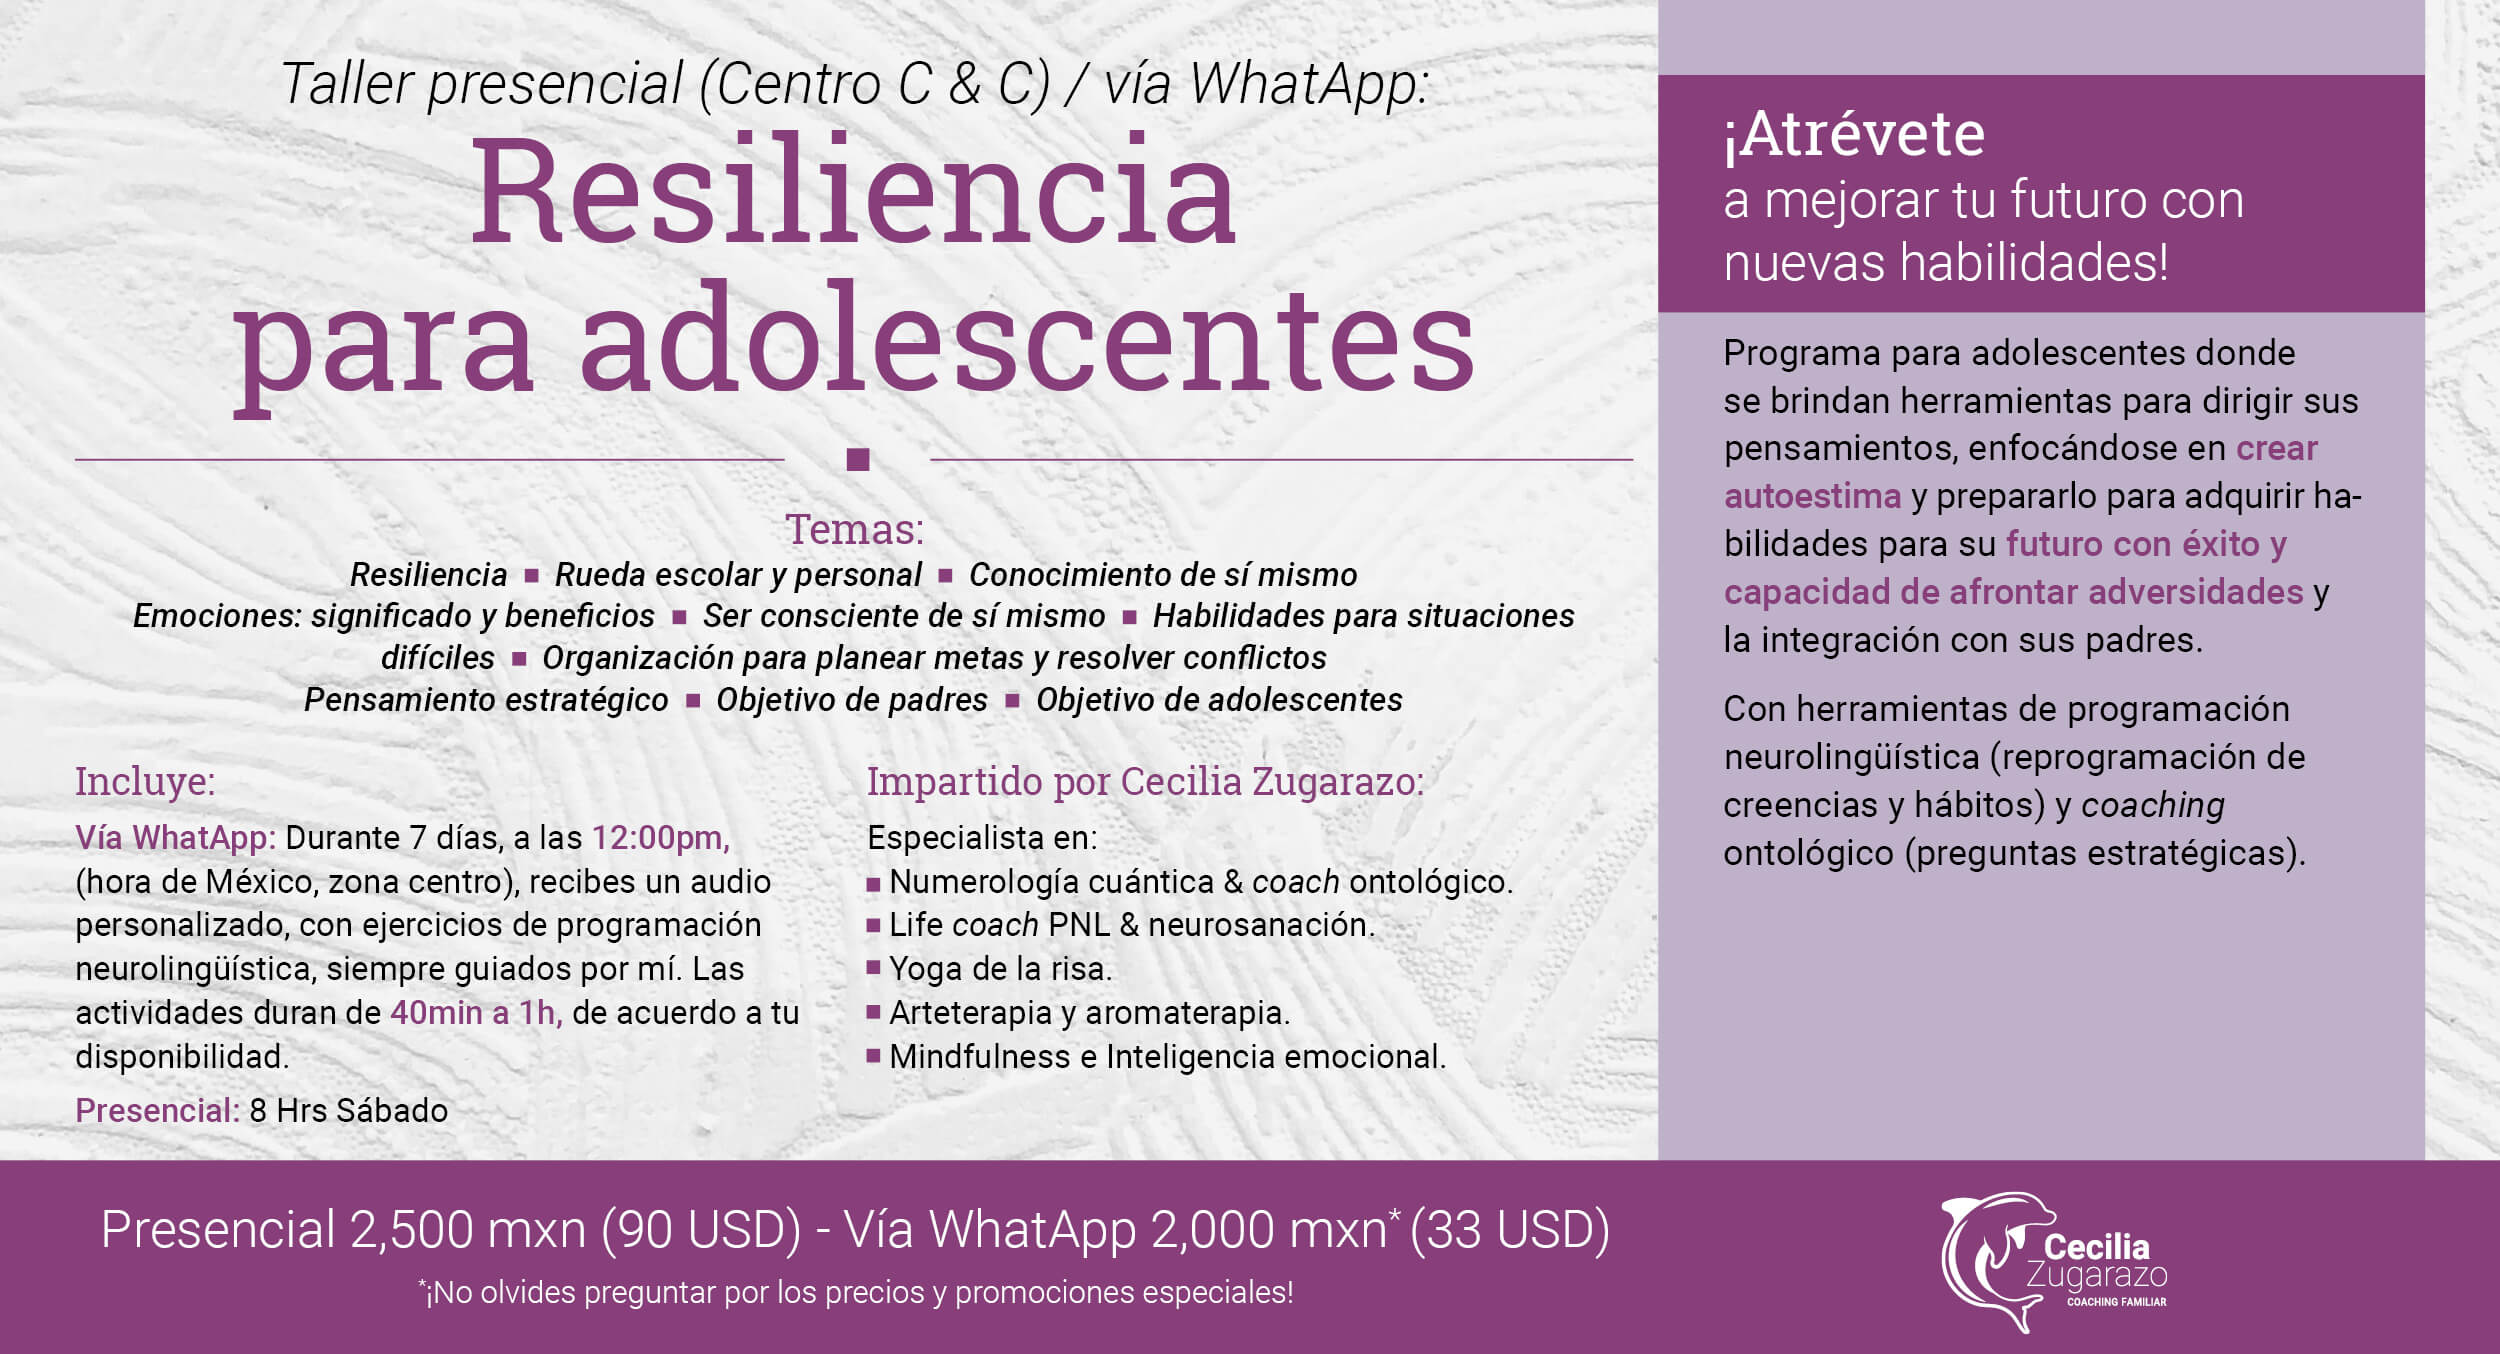 Taller presencial (Centro C & C) / vía WhatApp:
Resiliencia
para adolescentes
Temas:
Resiliencia ■ Rueda escolar y personal ■ Conocimiento de sí mismo
Emociones: significado y beneficios ■ Ser consciente de sí mismo ■ Habilidades para situaciones
difíciles ■ Organización para planear metas y resolver conflictos
Pensamiento estratégico ■ Objetivo de padres ■ Objetivo de adolescentes
Incluye:
Vía WhatApp: Durante 7 días, a las 12:00pm,
(hora de México, zona centro), recibes un audio
personalizado, con ejercicios de programación
neurolingüística, siempre guiados por mí. Las
actividades duran de 40min a 1h, de acuerdo a tu
disponibilidad.
Presencial: 8 Hrs Sábado
Impartido por Cecilia Zugarazo:
Especialista en:
■ Numerología cuántica & coach ontológico.
■ Life coach PNL & neurosanación.
■ Yoga de la risa.
■ Arteterapia y aromaterapia.
■ Mindfulness e Inteligencia emocional.
¡Atrévete
a mejorar tu futuro con
nuevas habilidades!
Programa para adolescentes donde
se brindan herramientas para dirigir sus
pensamientos, enfocándose en crear
autoestima y prepararlo para adquirir ha-
bilidades para su futuro con éxito y
capacidad de afrontar adversidades y
la integración con sus padres.
Con herramientas de programación
neurolingüística (reprogramación de
creencias y hábitos) y coaching
ontológico (preguntas estratégicas).
Presencial 2,500 mxn (90 USD) - Vía WhatApp 2,000 mxn* (33 USD)
*¡No olvides preguntar por los precios y promociones especiales!
Cecilia
Zugarazo
COACHING FAMILIAR